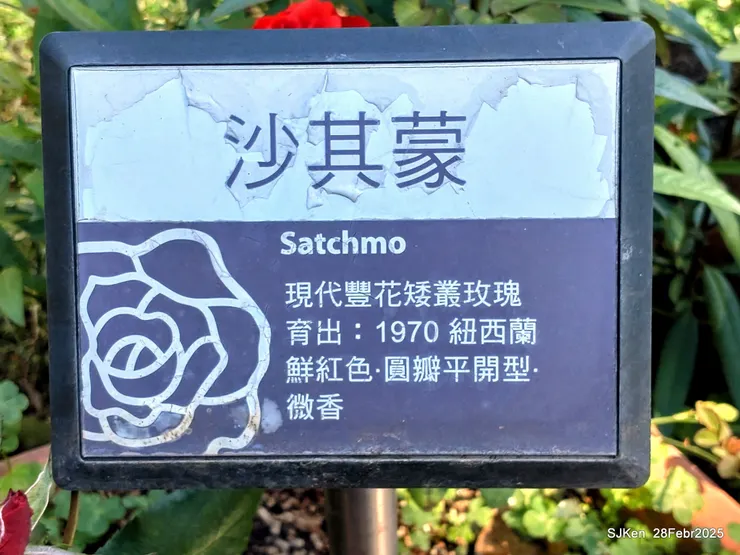 沙其蒙
Satchmo
現代豐花矮叢玫瑰
育出：1970 紐西蘭
鮮紅色·圓瓣平開型·
微香
SJKen 28Febr2025